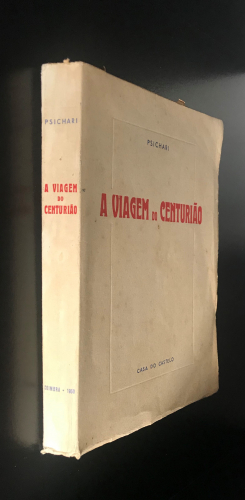 PSICHARI
A VIAGEM
DO
CENTURIÃO
PSICHARI
A VIAGEM DO CENTURIÃO
CASA DO CASTELO